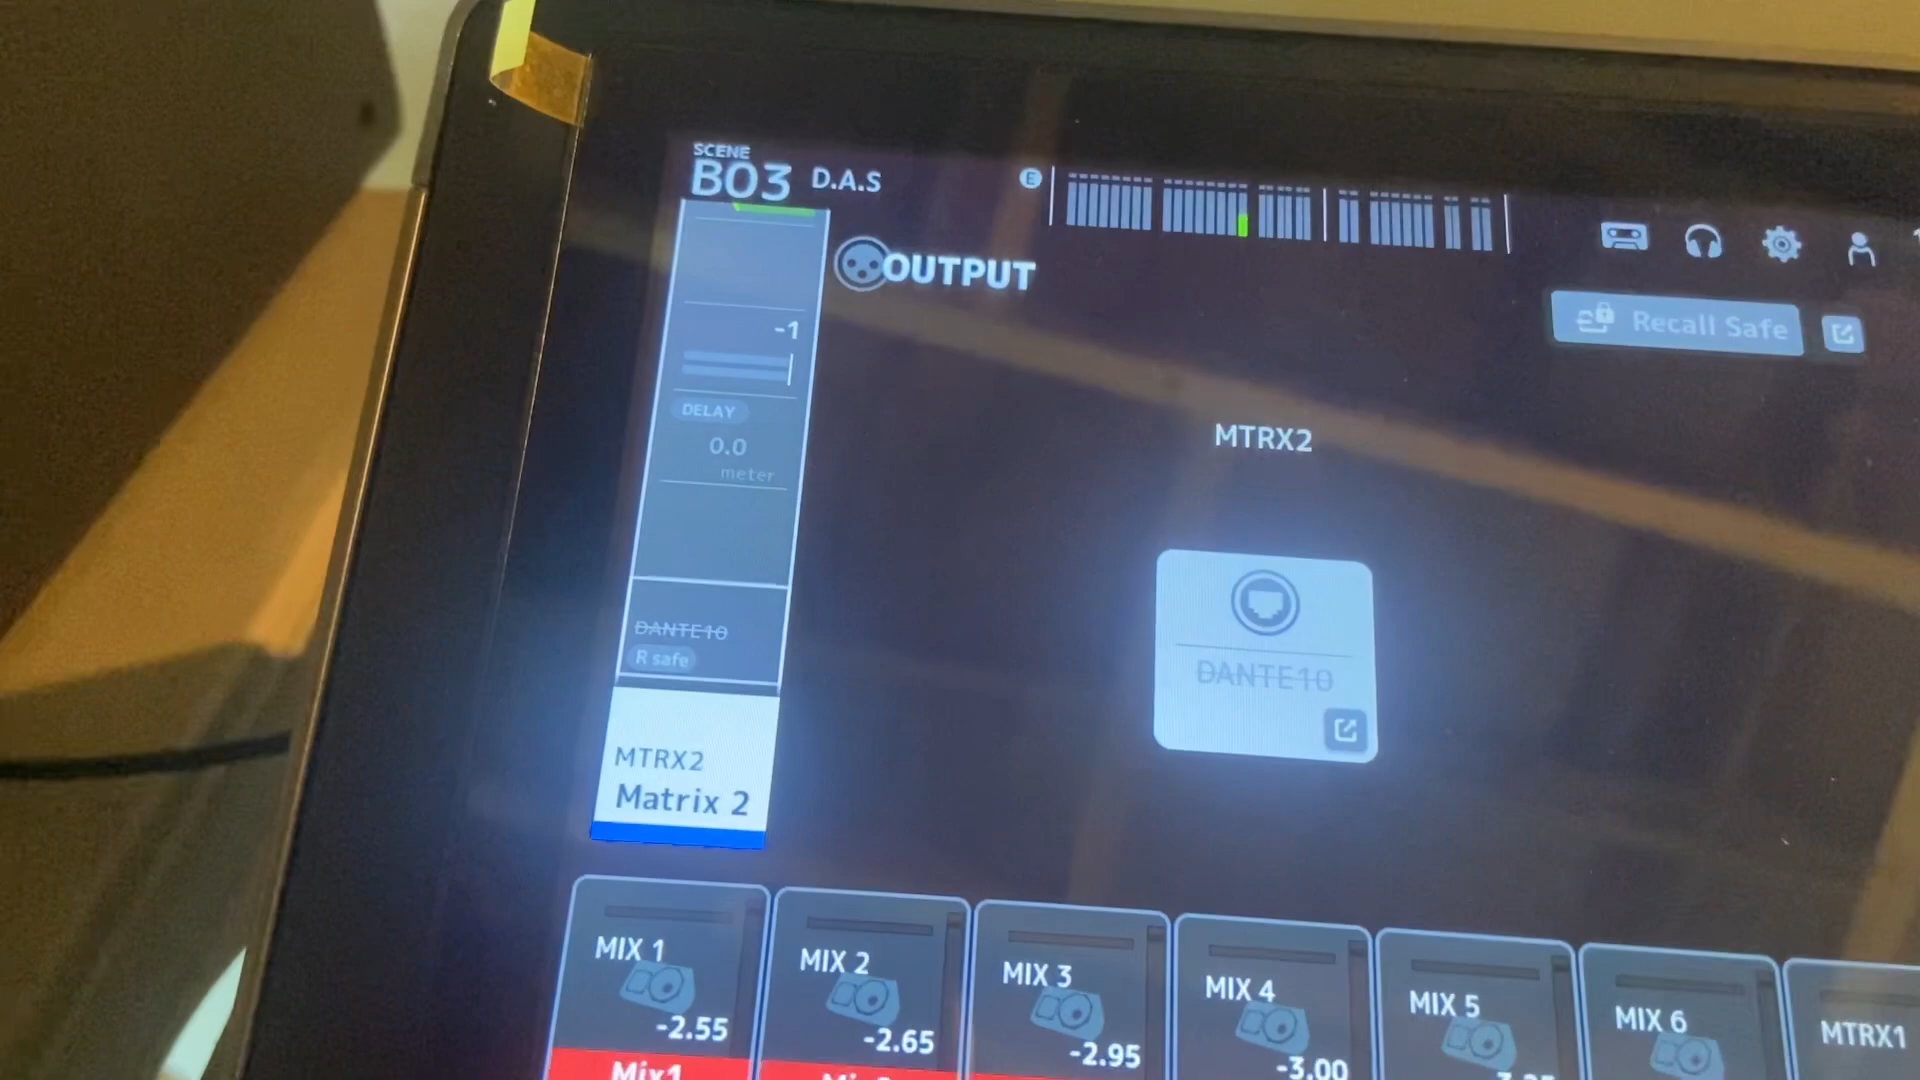 SCENE
B03 D.A.S
E
OUTPUT
Recall Safe
-1
DELAY
0.0
meter
MTRX2
DANTE10
R safe
DANTE10
MTRX2
Matrix 2
MIX 1
-2.55
Mix1
MIX 2
-2.65
MIX 3
-2.95
MIX 4
-3.00
MIX 5
MIX 6
MTRX1